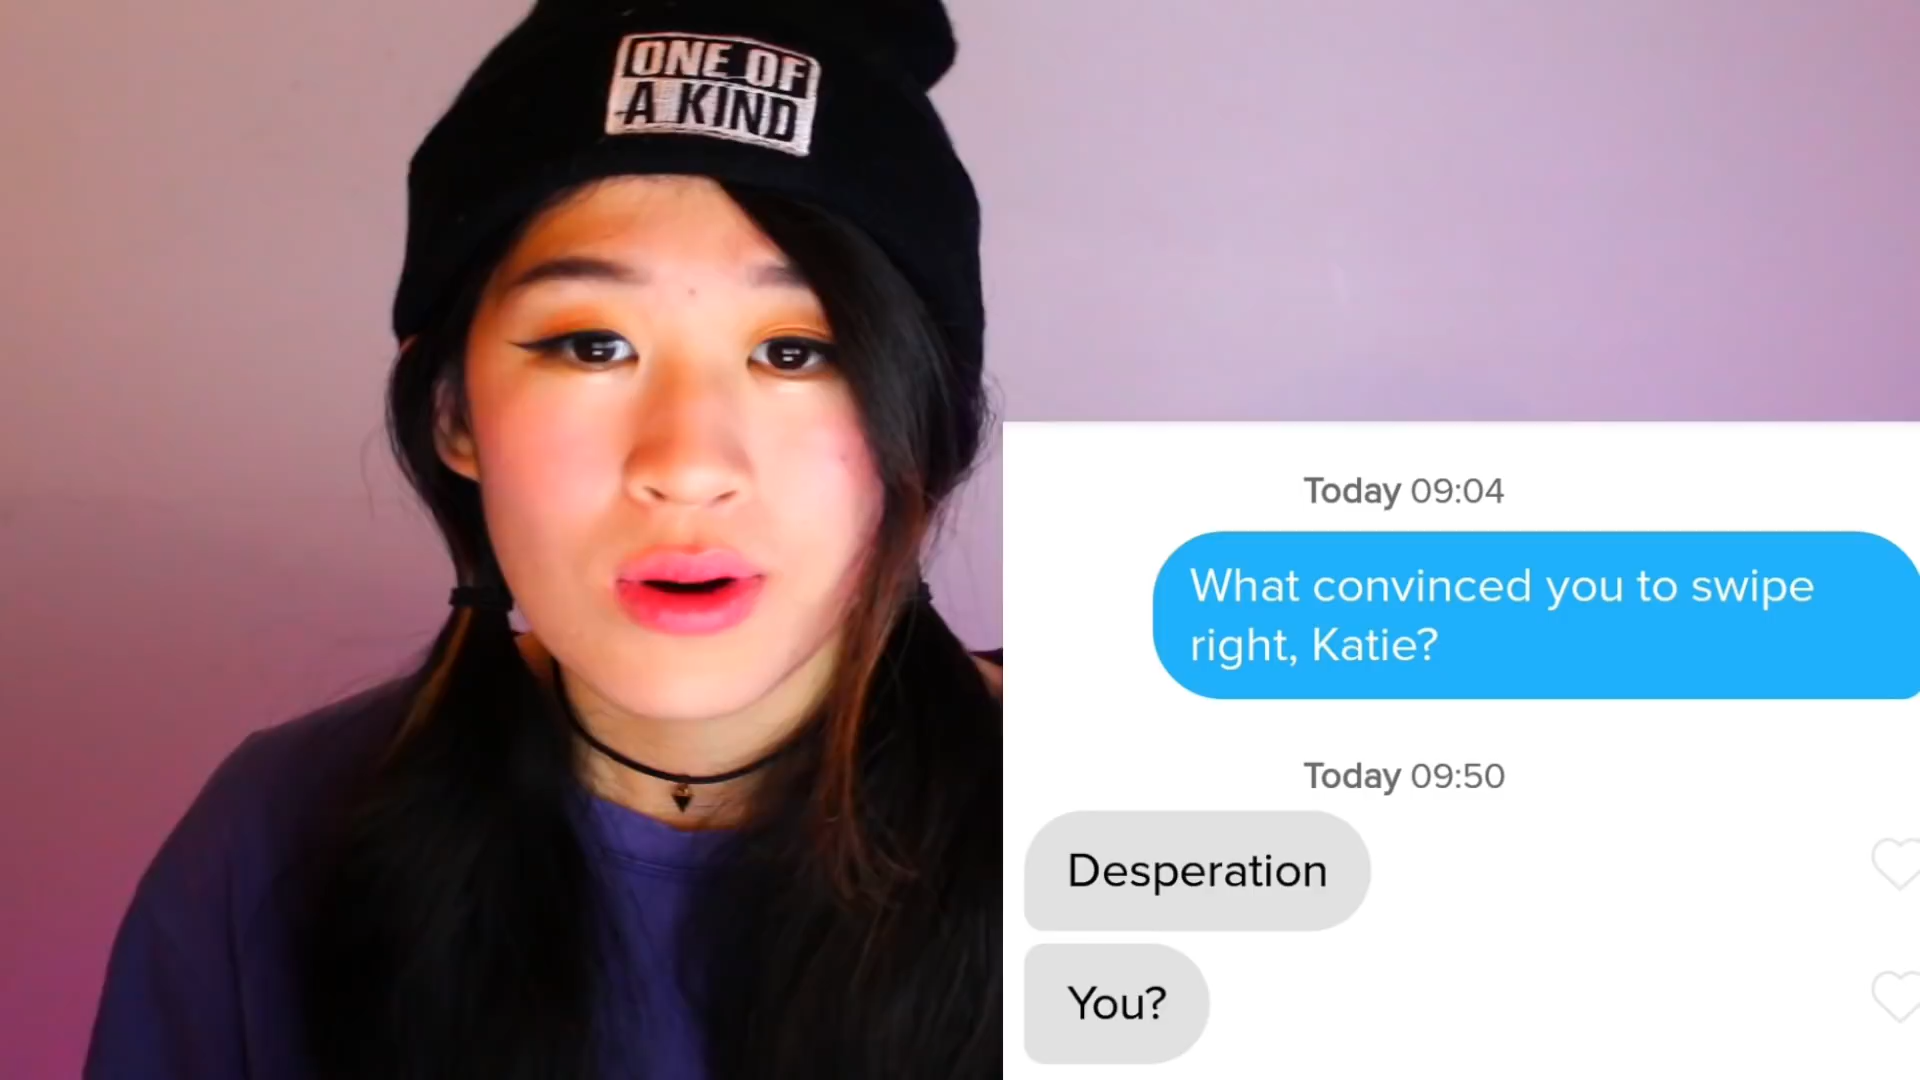 ONE OF
A KIND
Today 09:04
What convinced you to swipe
right, Katie?
Today 09:50
Desperation
You?